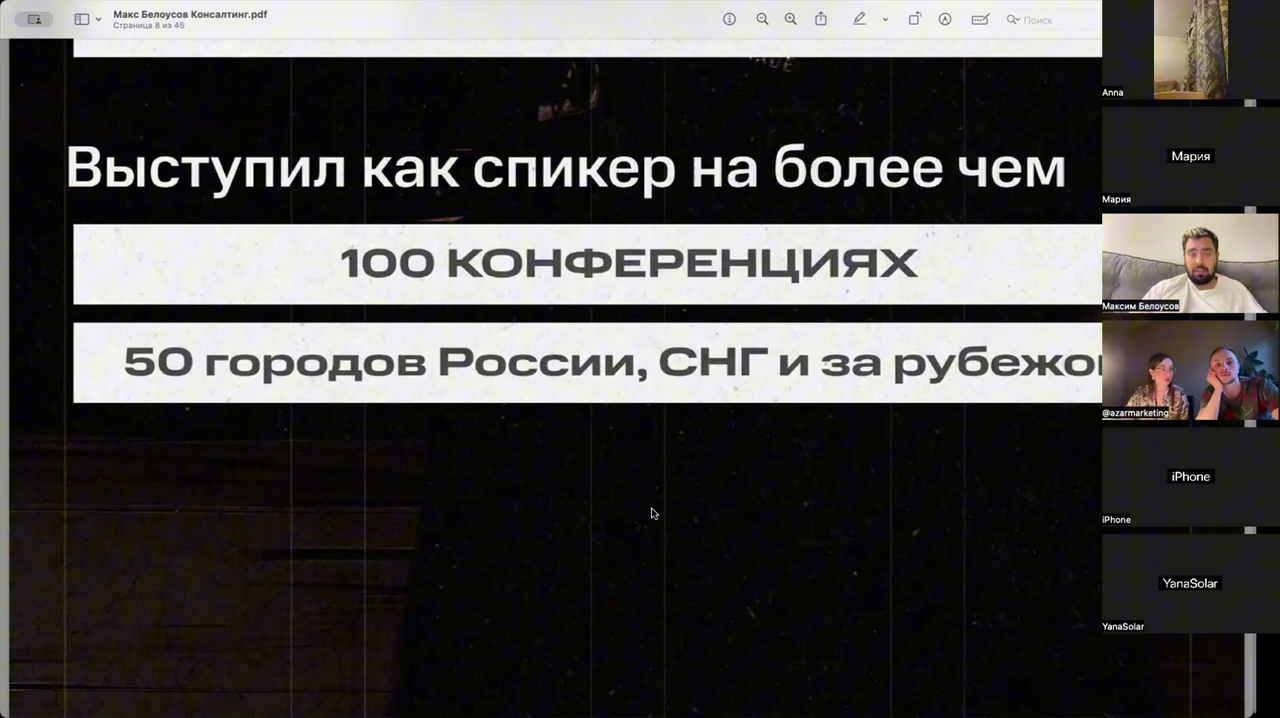 Макс Белоусов Консалтинг.pdf
Страница 8 из 45
Поиск
Выступил как спикер на более чем
100 КОНФЕРЕНЦИЯХ
50 городов России, СНГ и за
Anna
Мария
Мария
Максим Белоусов
@azarmarketing
iPhone
iPhone
YanaSolar
YanaSolar